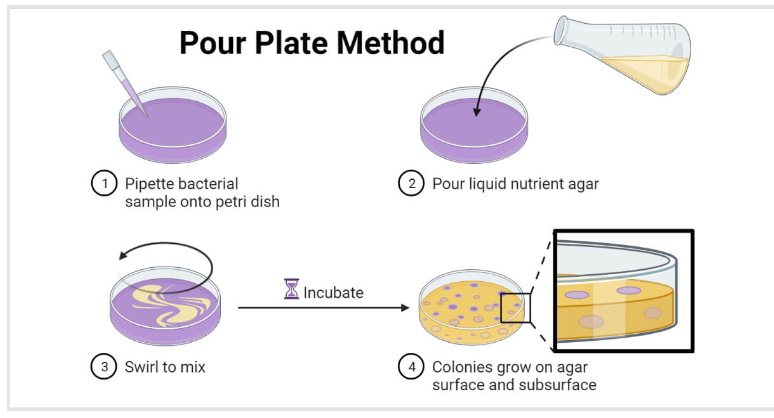 Pour Plate Method
1 Pipette bacterial
sample onto petri dish
2 Pour liquid nutrient agar
3 Swirl to mix
Incubate
4 Colonies grow on agar
surface and subsurface